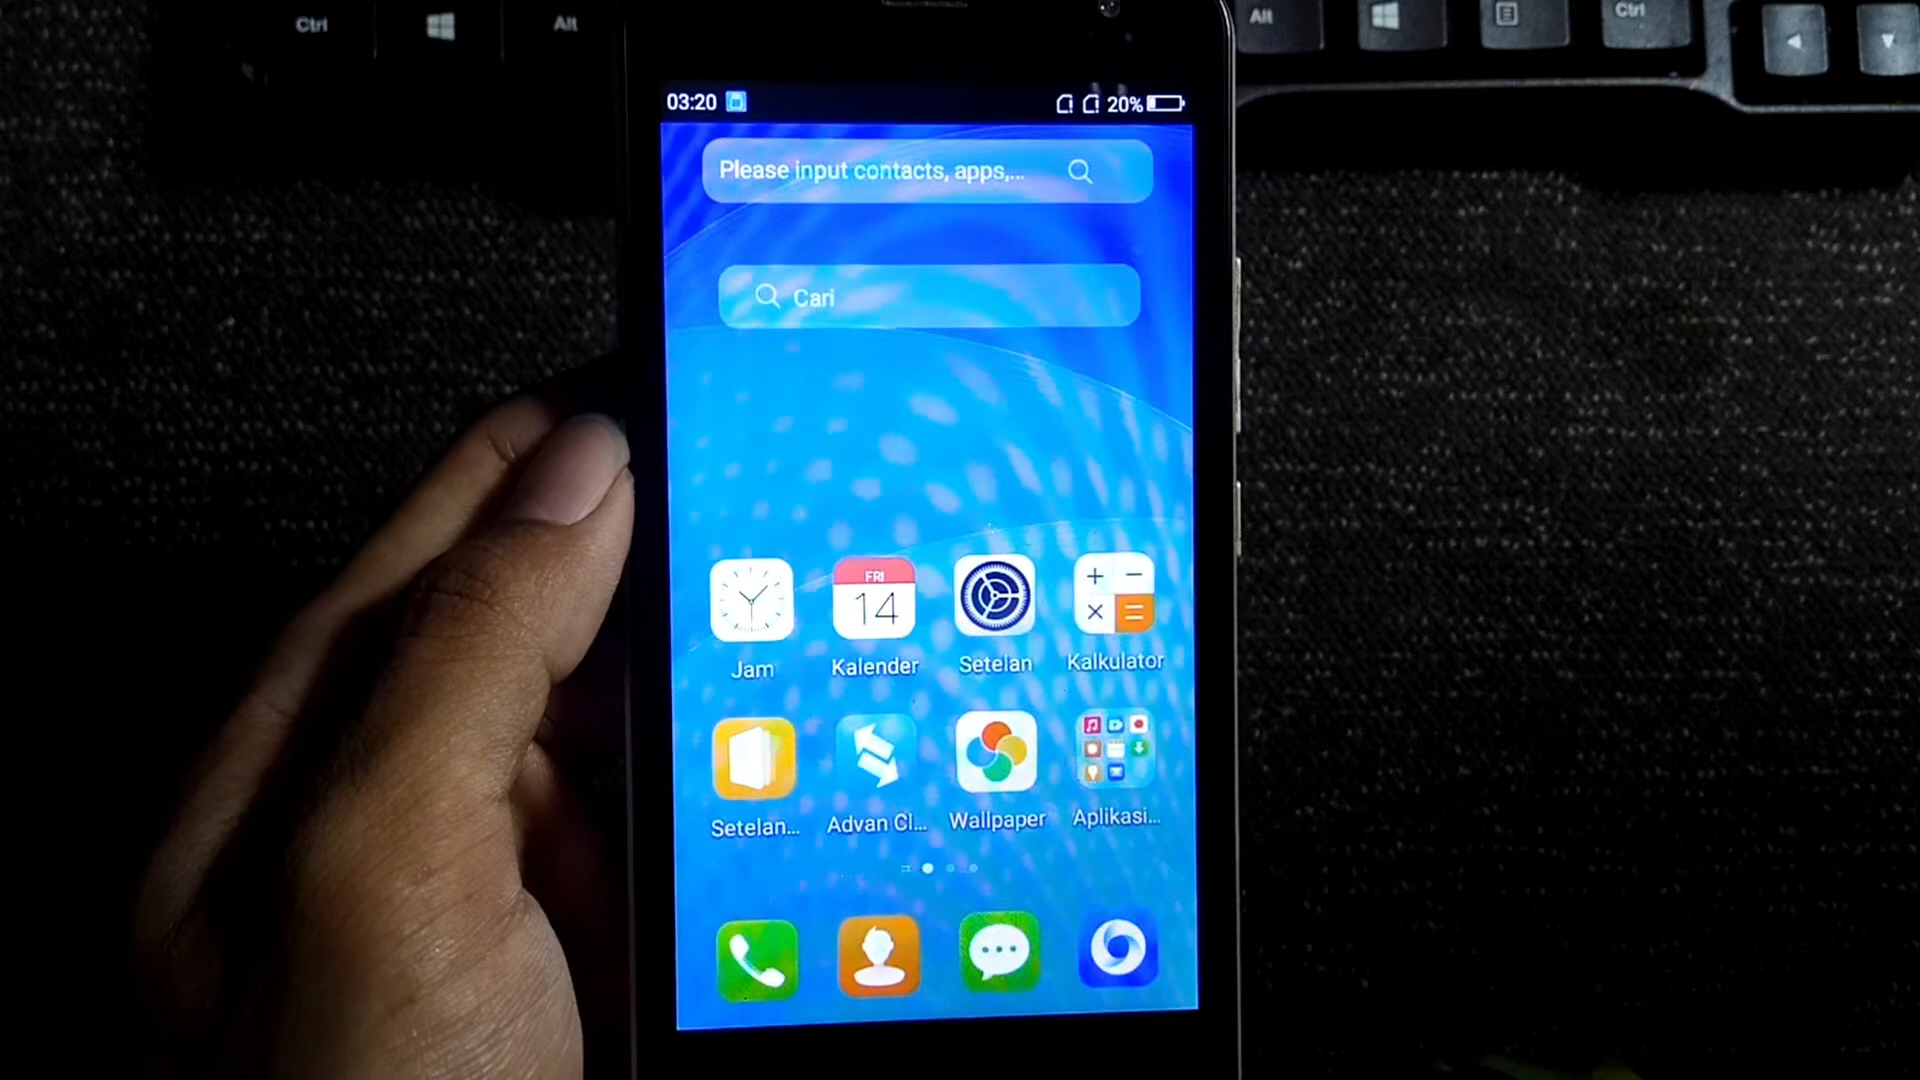 Ctrl
Alt
Alt
Ctrl
03:20
20%
Please input contacts, apps,...
Cari
FRI
14
Jam
Kalender
Setelan
Kalkulator
Setelan...
Advan Cl...
Wallpaper
Aplikasi...